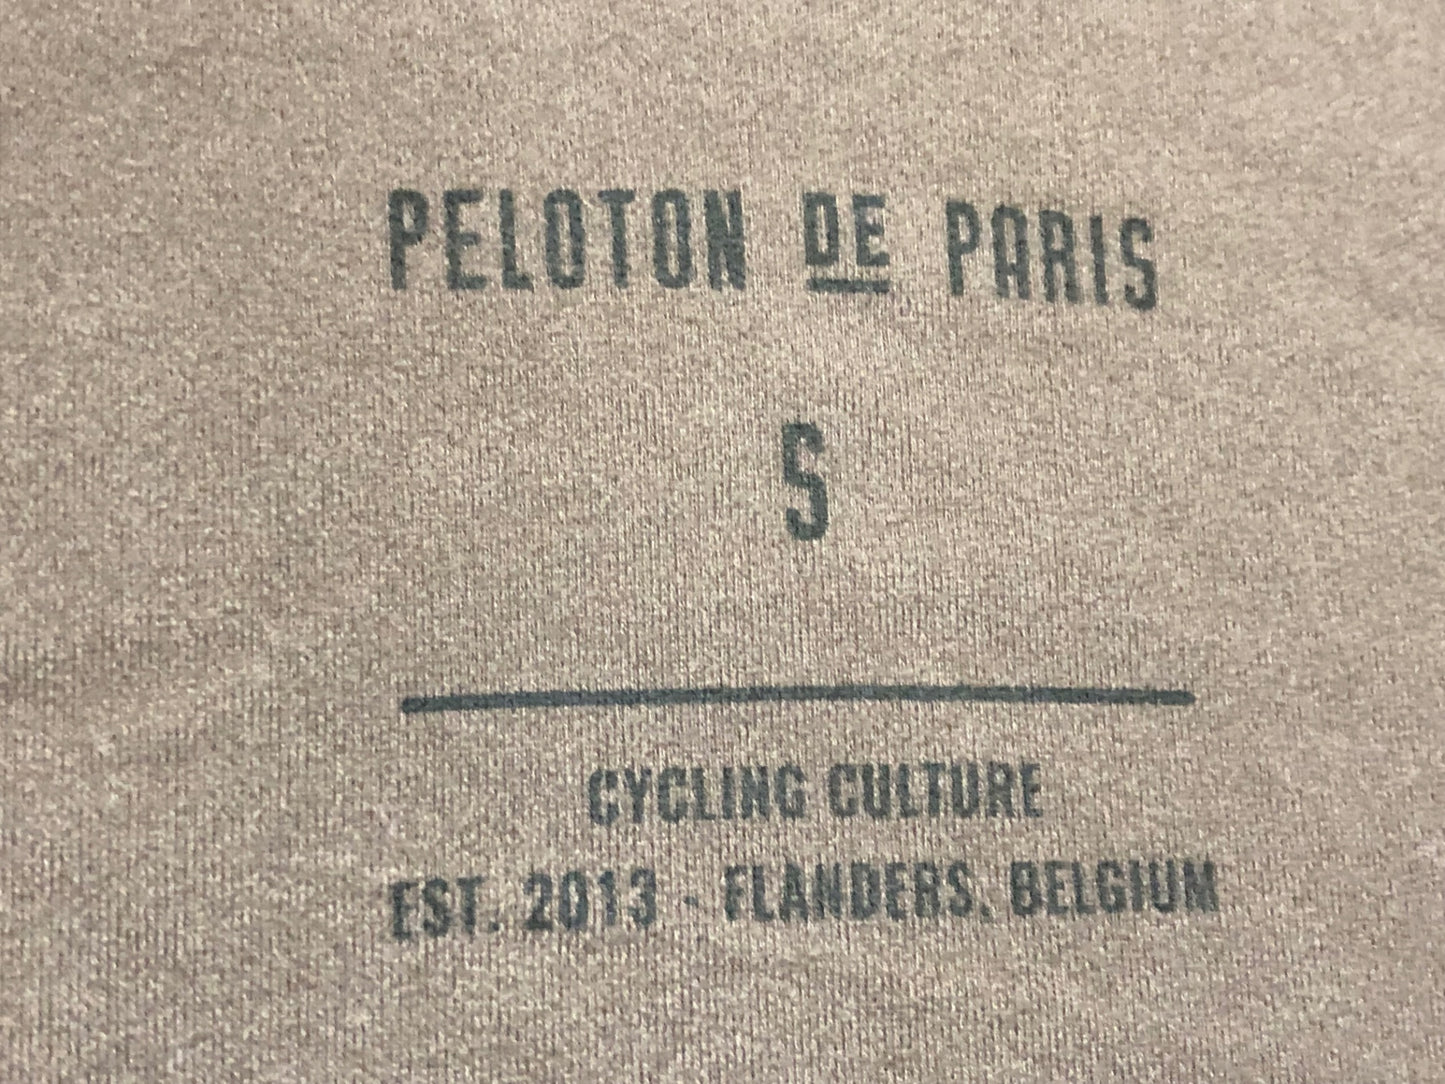 PELOTON DE PARIS
S
CYCLING CULTURE
EST. 2013 - FLANDERS, BELGIUM